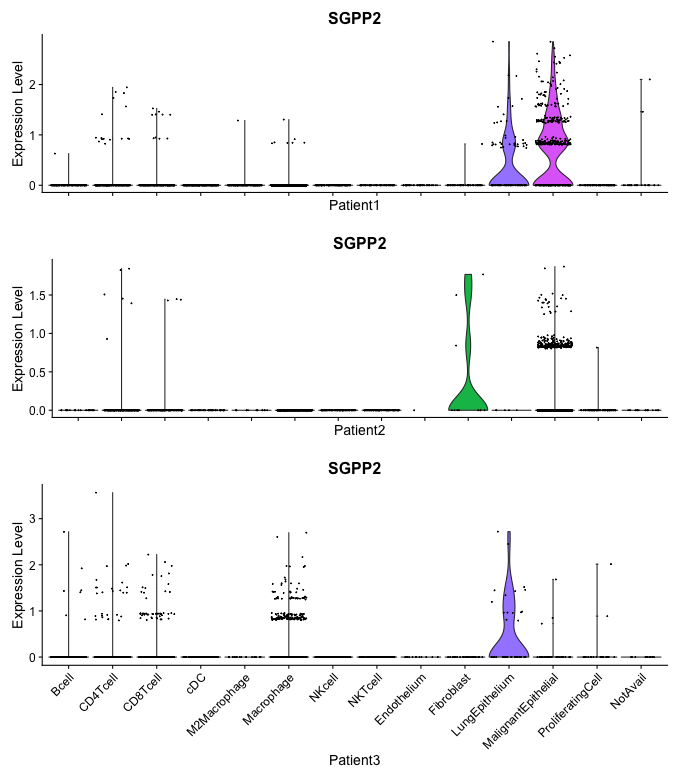 SGPP2
Expression Level
2
1
0
Patient1
SGPP2
Expression Level
1.5
1.0
0.5
0.0
Patient2
SGPP2
Expression Level
3
2
1
0
Bcell
CD4Tcell
CD8Tcell
cDC
M2Macrophage
Macrophage
NKcell
NKTcell
Endothelium
Fibroblast
LungEpithelium
MalignantEpithelial
ProliferatingCell
NotAvail
Patient3